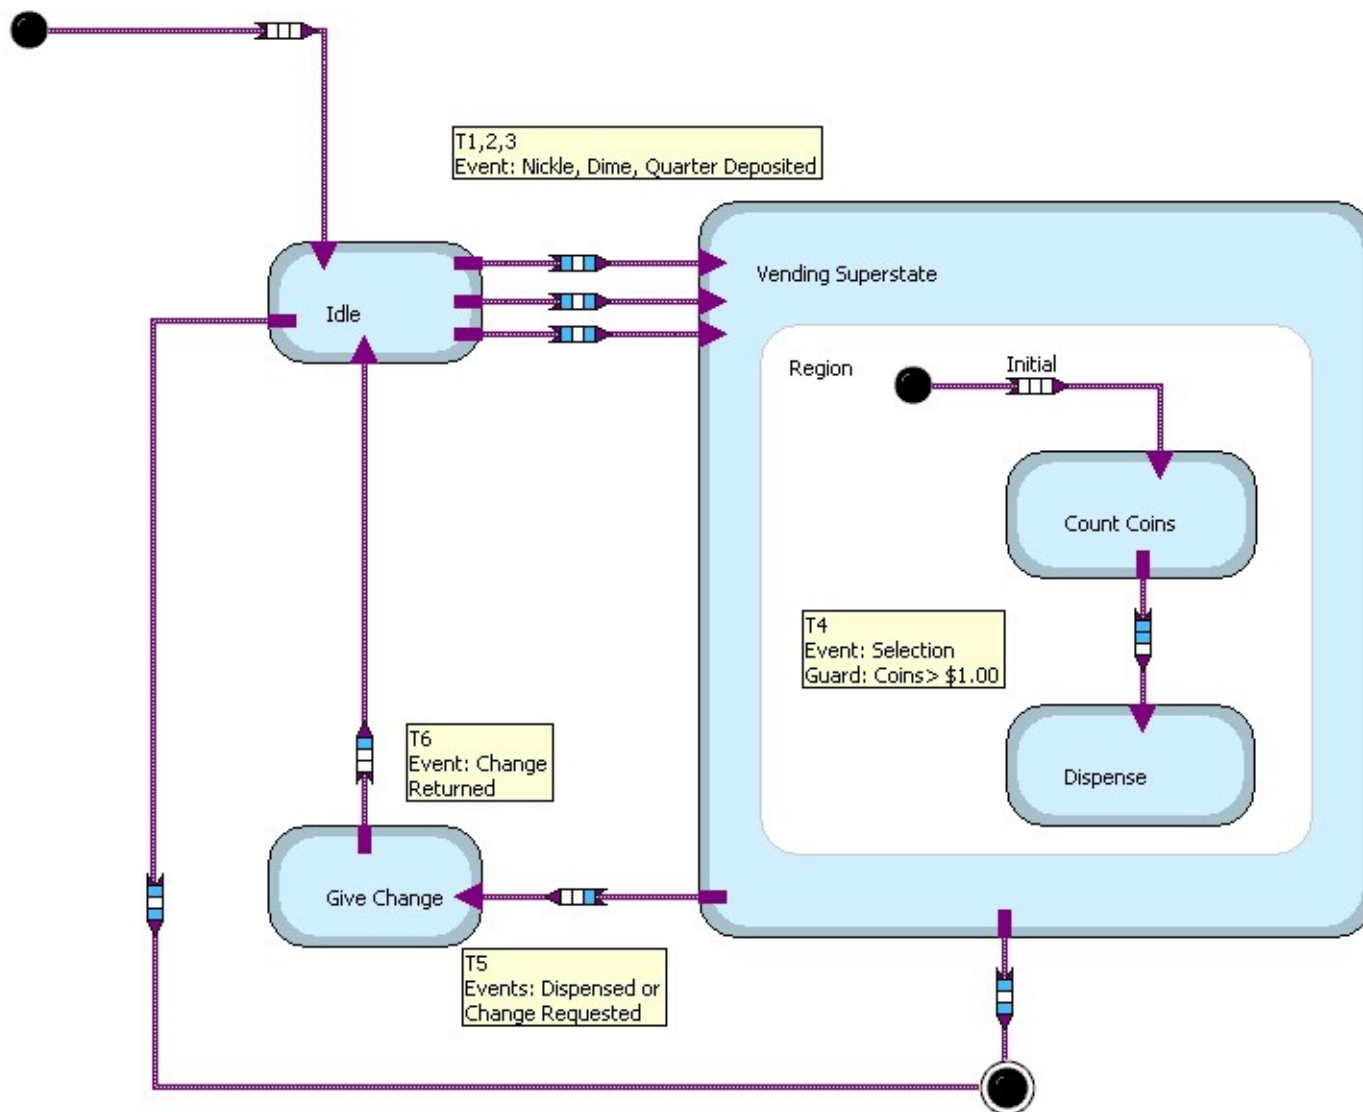 T1,2,3
Event: Nickle, Dime, Quarter Deposited
Vending Superstate
Idle
Region
Initial
Count Coins
T4
Event: Selection
Guard: Coins> $1.00
Dispense
T6
Event: Change
Returned
Give Change
T5
Events: Dispensed or
Change Requested